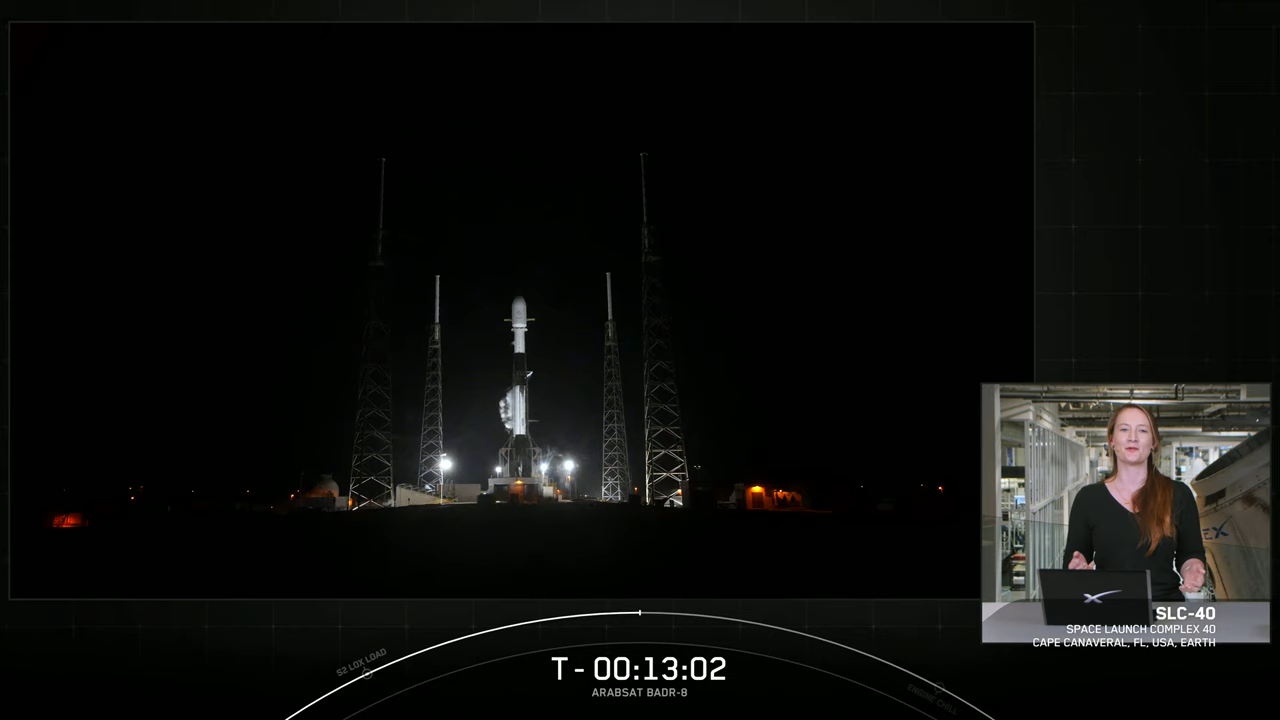 EX
SLC-40
SPACE LAUNCH COMPLEX 40
CAPE CANAVERAL, FL, USA, EARTH
S2 LOX LOAD
T- 00:13:02
ARABSAT BADR-8
ENGINE CHILL